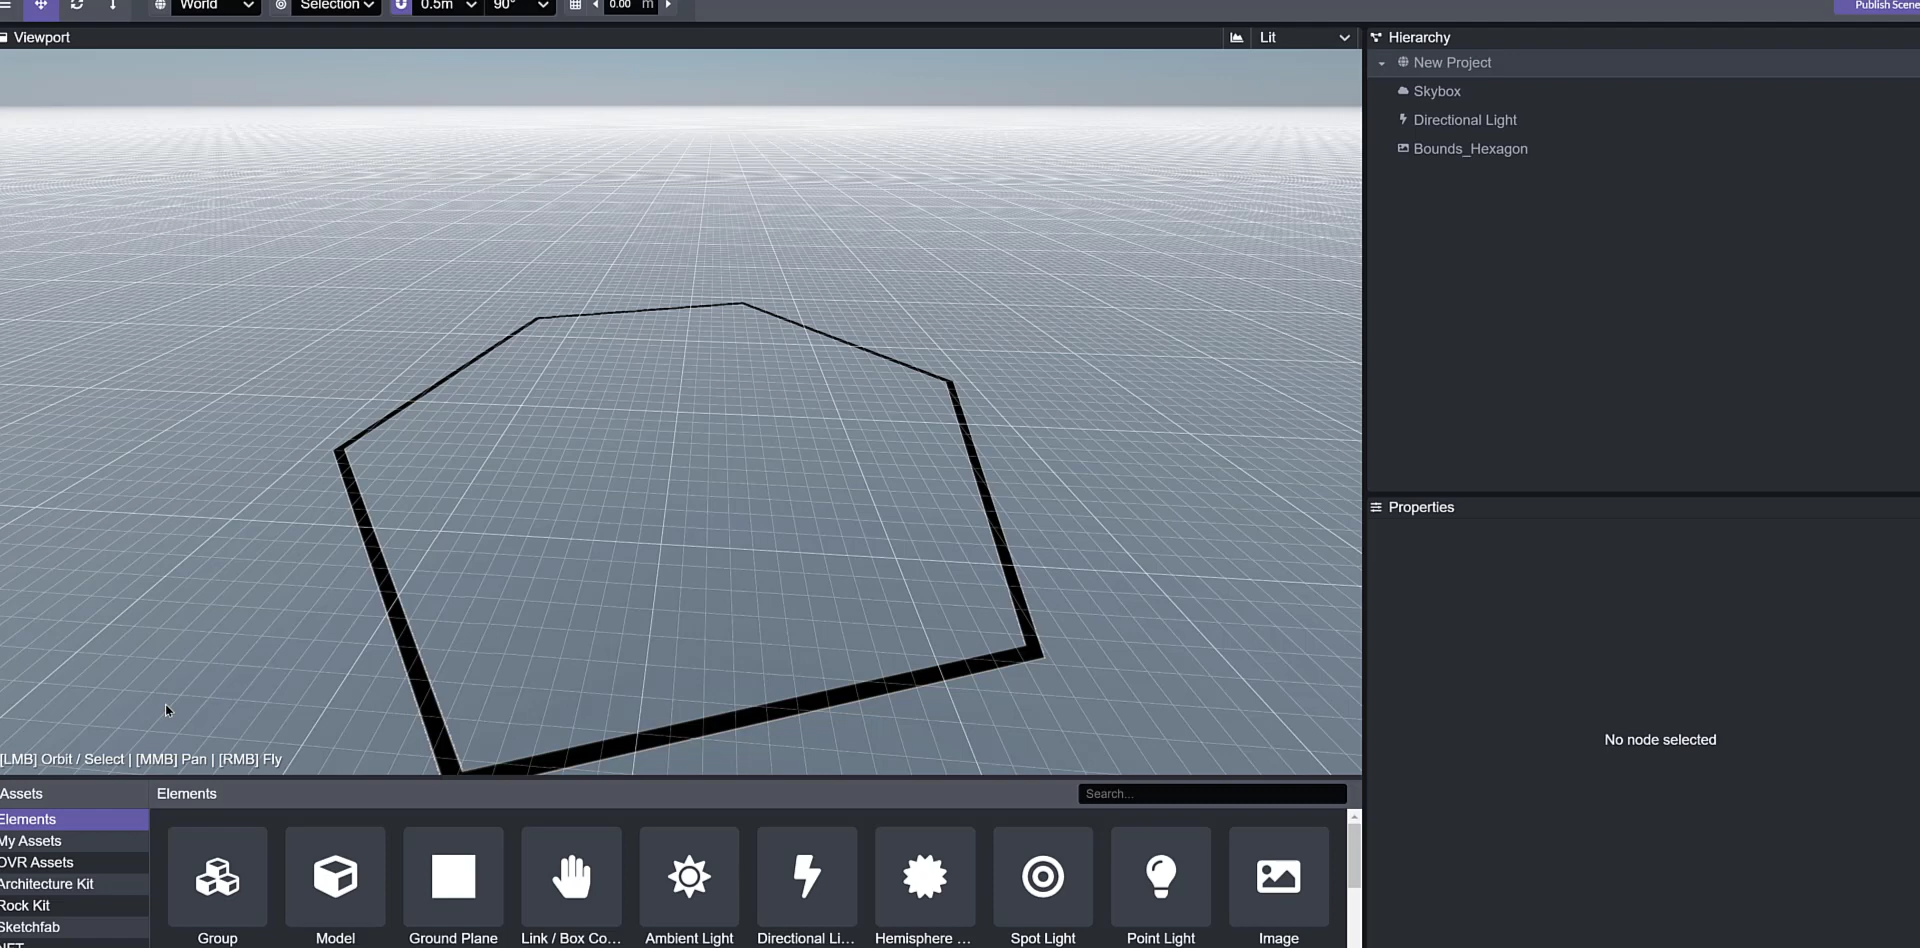 World
Selection
0.5m
90°
0.00 m
Publish Scene
Viewport
Lit
Hierarchy
New Project
Skybox
Directional Light
Bounds_Hexagon
[LMB] Orbit / Select | [MMB] Pan | [RMB] Fly
Properties
No node selected
Assets
Elements
My Assets
OVR Assets
Architecture Kit
Rock Kit
Sketchfab
Elements
Search...
Group
Model
Ground Plane
Link / Box Co...
Ambient Light
Directional Li...
Hemisphere ...
Spot Light
Point Light
Image